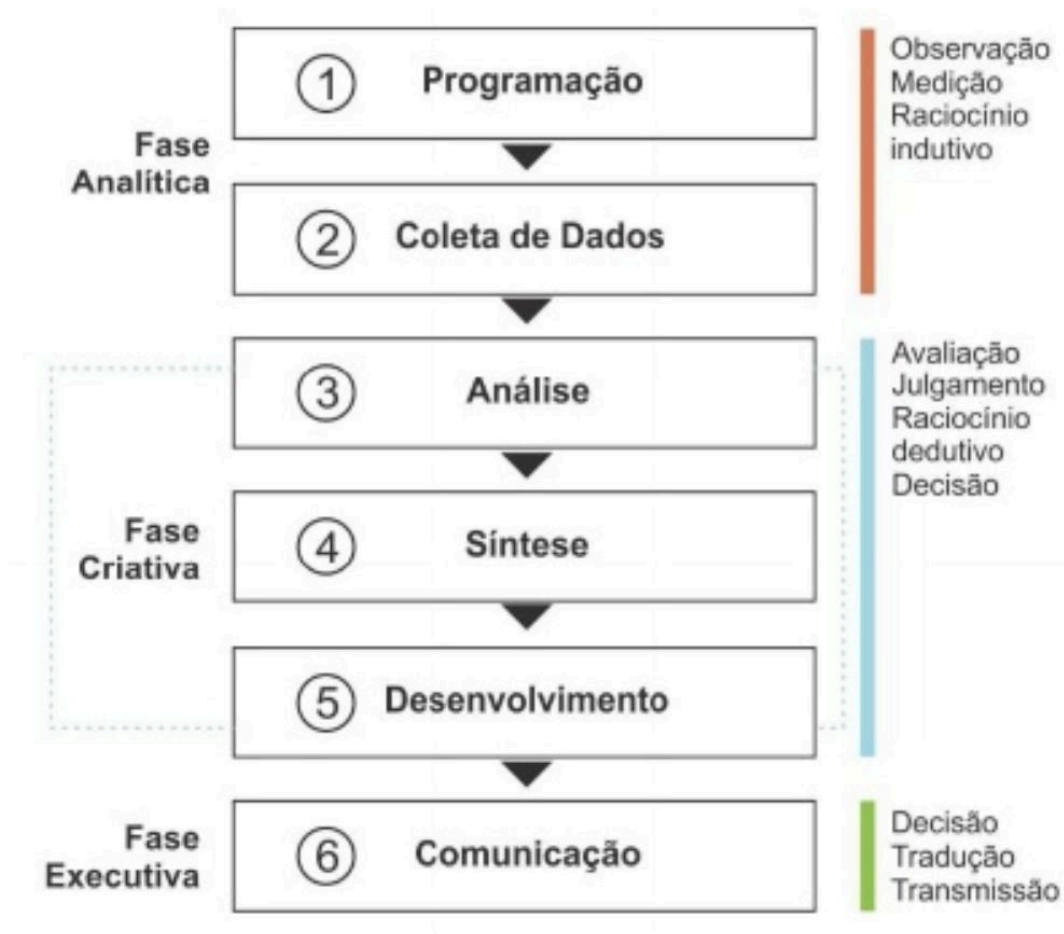 Fase
Analítica
① Programação
② Coleta de Dados
Observação
Medição
Raciocínio
indutivo
Fase
Criativa
③ Análise
④ Síntese
⑤ Desenvolvimento
Avaliação
Julgamento
Raciocínio
dedutivo
Decisão
Fase
Executiva
⑥ Comunicação
Decisão
Tradução
Transmissão